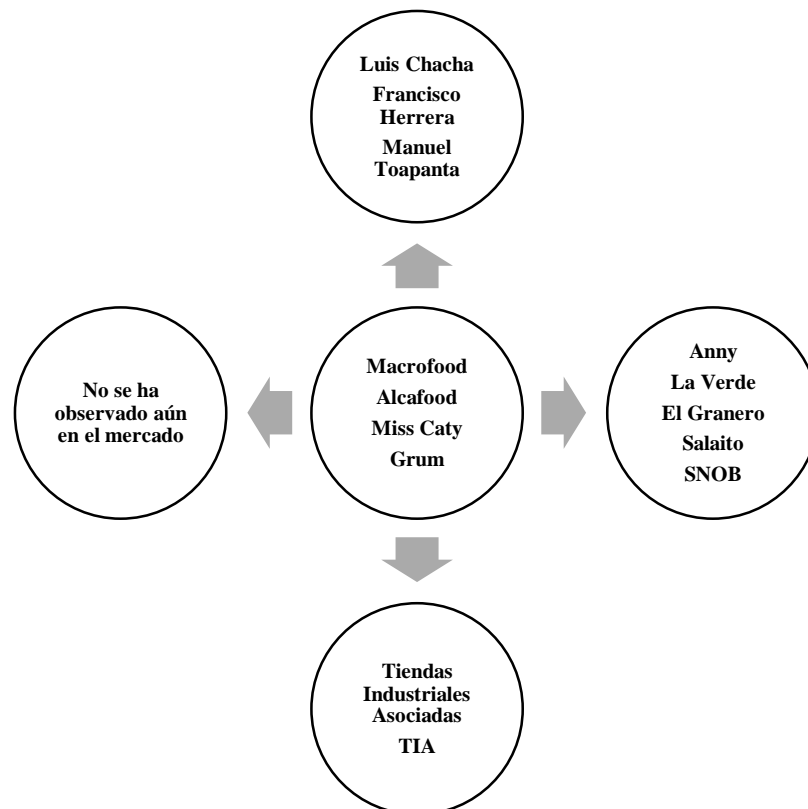 Luis Chacha
Francisco
Herrera
Manuel
Toapanta
No se ha
observado aún
en el mercado
Macrofood
Alcafood
Miss Caty
Grum
Anny
La Verde
El Granero
Salaito
SNOB
Tiendas
Industriales
Asociadas
TIA